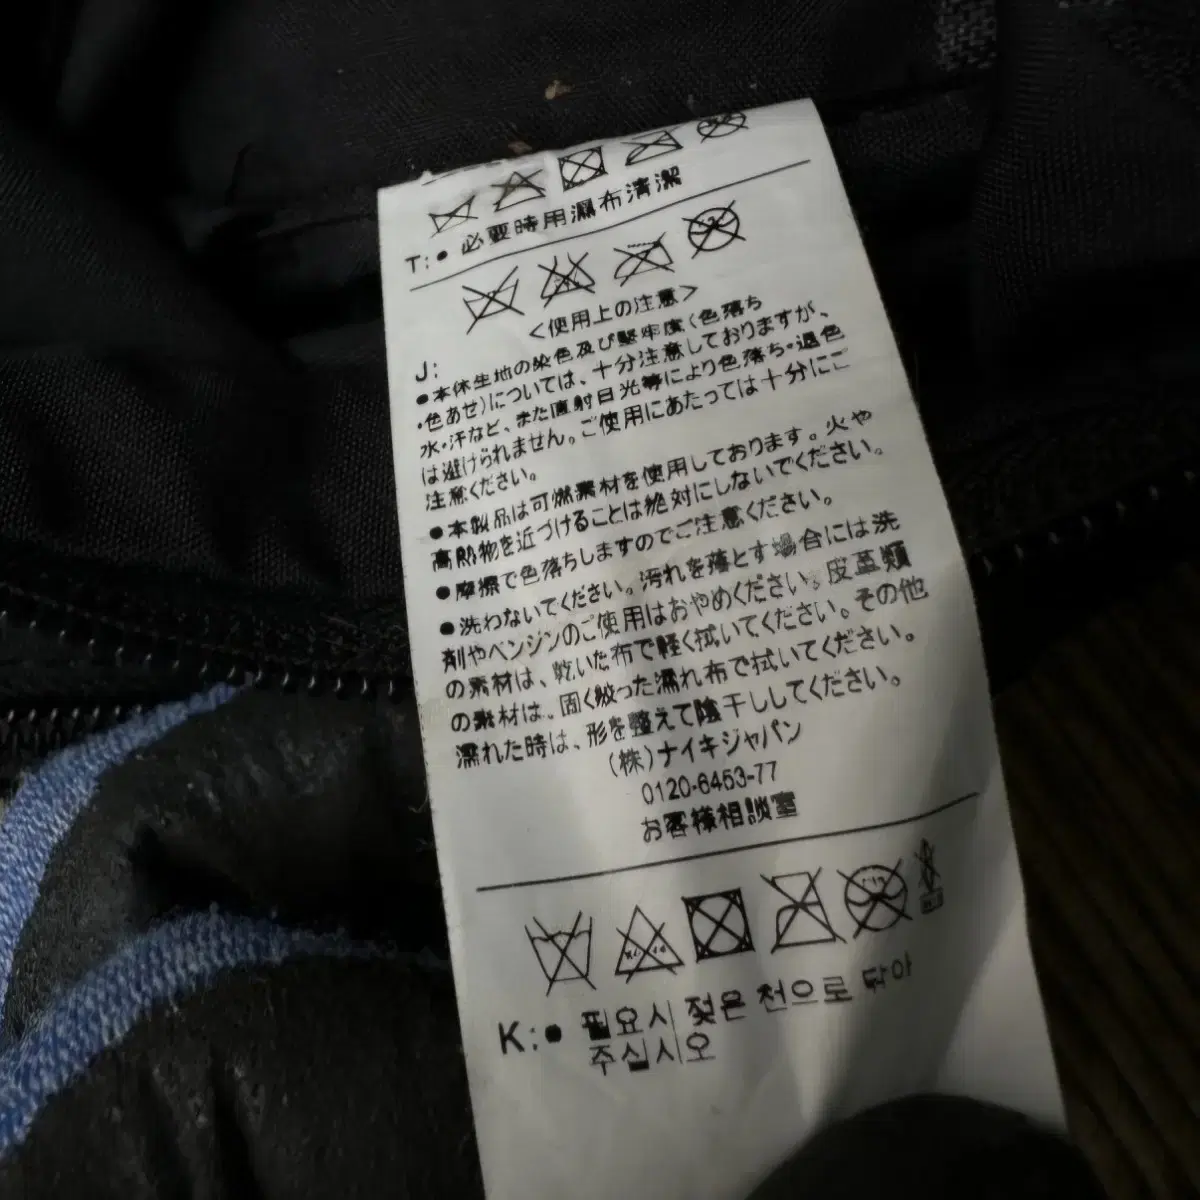 T:● 必要時用濕布清潔
<使用上の注意>
J:
●本体生地の染色及び堅牢度(色落ち
・色あせ)については、十分注意しておりますが、
水・汗など、また直射日光等により色落ち・退色
は避けられません。ご使用にあたっては十分にご
注意ください。
●本製品は可燃素材を使用しております。火や
高熱物を近づけることは絶対にしないでください。
●摩擦で色落ちしますのでご注意ください。
●洗わないでください。汚れを落とす場合には洗
剤やベンジンのご使用はおやめください。皮革類
の素材は、乾いた布で軽く拭いてください。その他
の素材は、固く絞った濡れ布で拭いてください。
濡れた時は、形を整えて陰干ししてください。
(株)ナイキジャパン
0120-6453-77
お客様相談室
K:● 필요시 젖은 천으로 닦아
주십시오